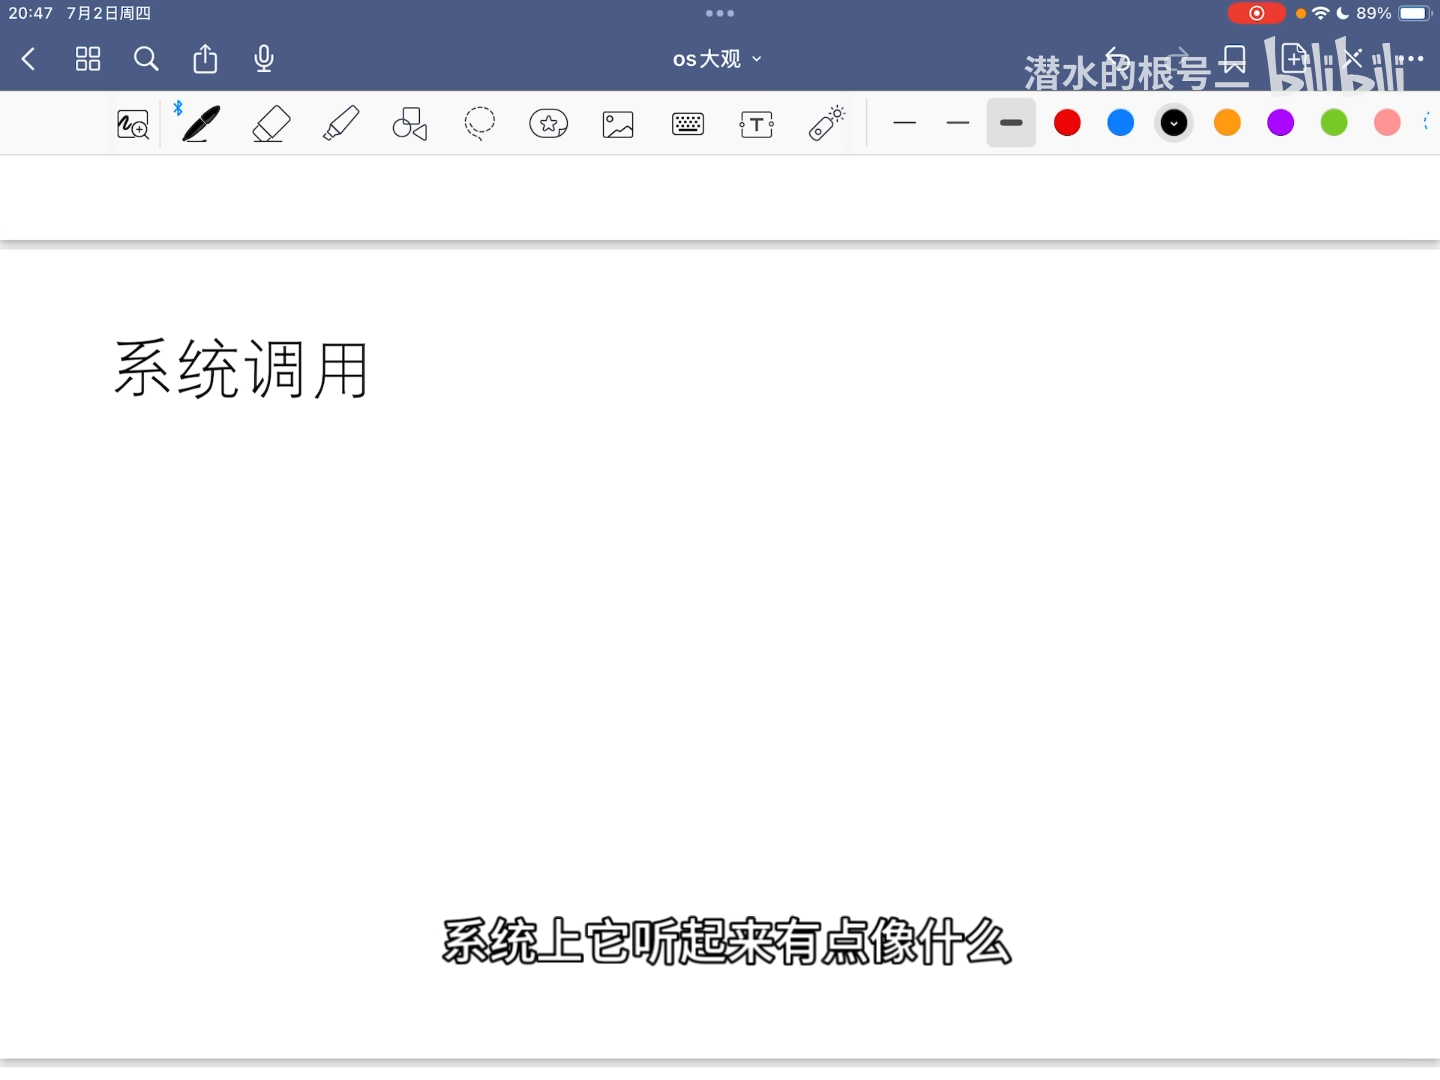 20:47 7月2日周四
89%
os大观
潜水的根号二
bilibili
T
系统调用
系统上它听起来有点像什么